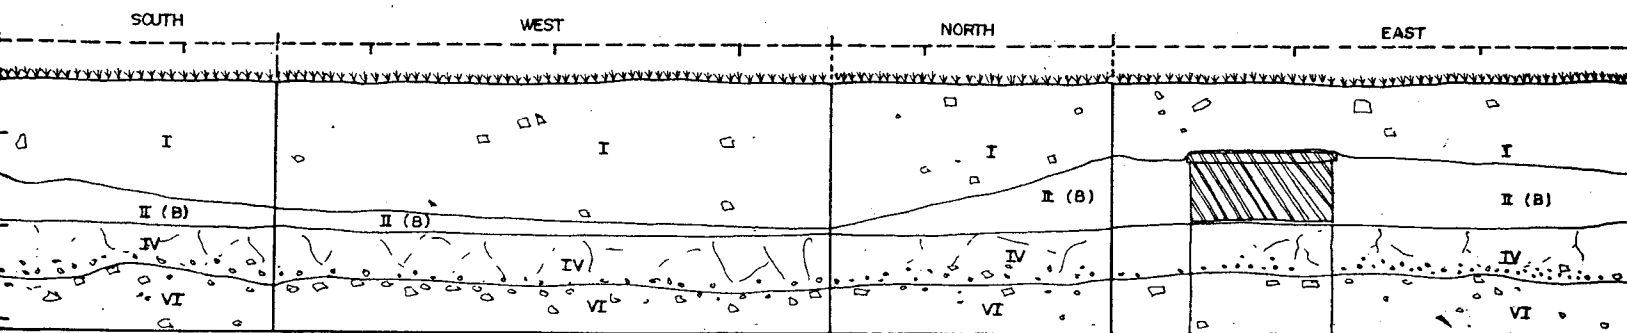 SOUTH WEST NORTH EAST
I I I I
II (B) II (B) II (B) II (B)
IV IV IV IV
VI VI VI VI